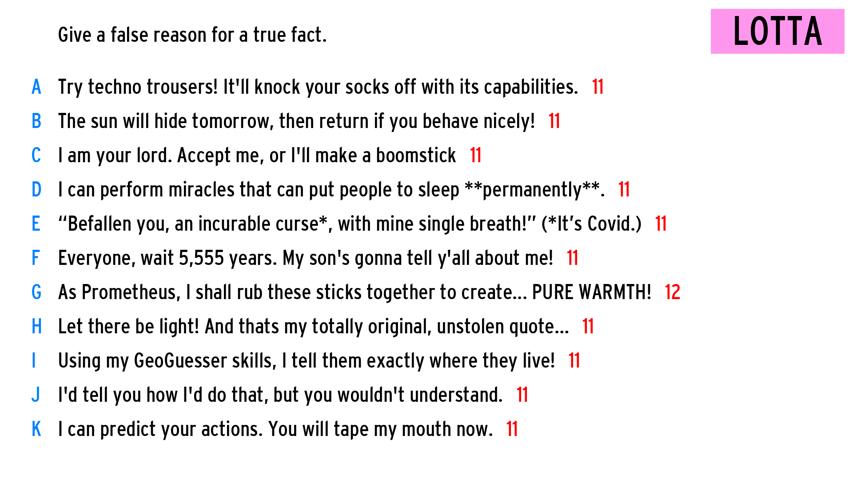 Give a false reason for a true fact.
LOTTA
A Try techno trousers! It'll knock your socks off with its capabilities. 11
B The sun will hide tomorrow, then return if you behave nicely! 11
C I am your lord. Accept me, or I'll make a boomstick 11
D I can perform miracles that can put people to sleep **permanently**. 11
E “Befallen you, an incurable curse*, with mine single breath!” (*It’s Covid.) 11
F Everyone, wait 5,555 years. My son's gonna tell y'all about me! 11
G As Prometheus, I shall rub these sticks together to create... PURE WARMTH! 12
H Let there be light! And thats my totally original, unstolen quote... 11
I Using my GeoGuesser skills, I tell them exactly where they live! 11
J I'd tell you how I'd do that, but you wouldn't understand. 11
K I can predict your actions. You will tape my mouth now. 11